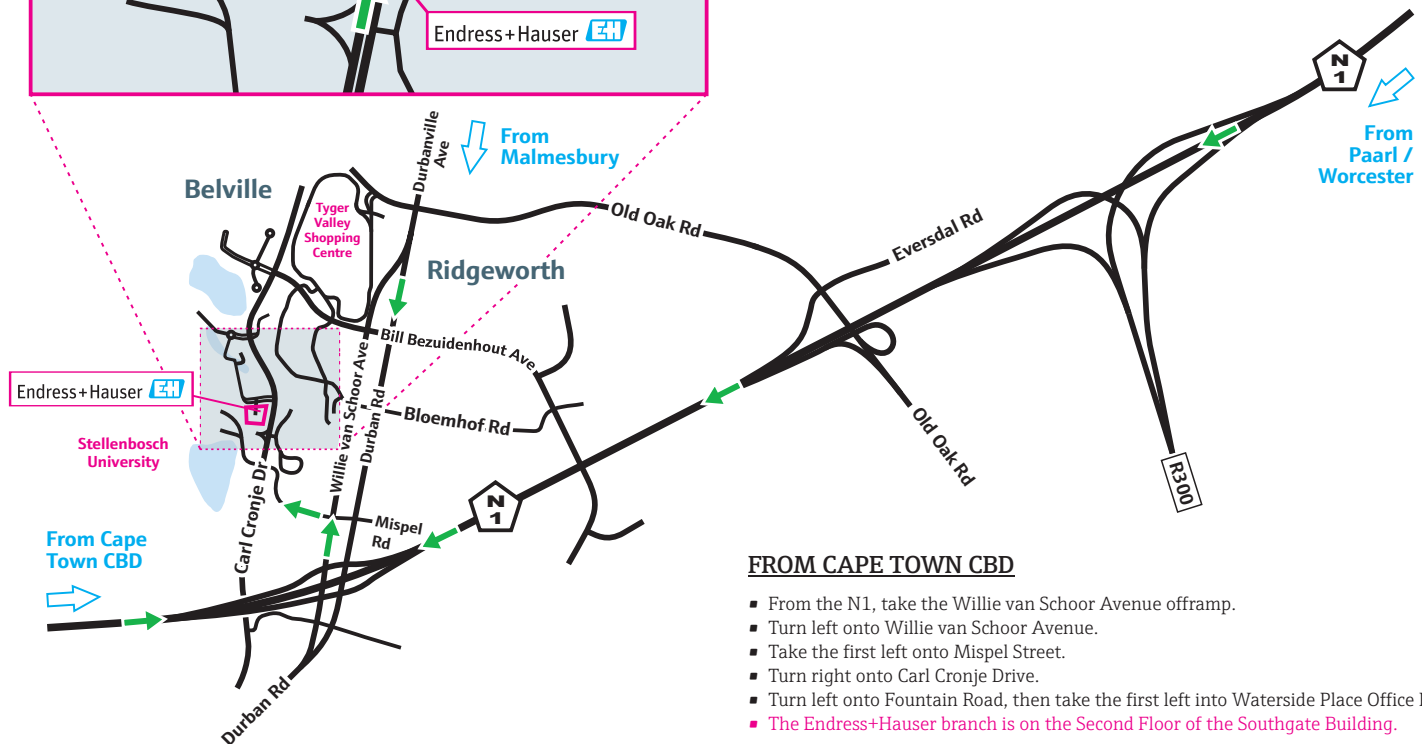 Endress+Hauser EH
N
1
From
Paarl /
Worcester
Durbanville
Ave
From
Malmesbury
Belville
Tyger
Valley
Shopping
Centre
Old Oak Rd
Eversdal Rd
Ridgeworth
Bill Bezuidenhout Ave
Willie van Schoor Ave
Durban Rd
Endress+Hauser EH
Bloemhof Rd
Old Oak Rd
Stellenbosch
University
R300
Carl Cronje Dr
N
1
Mispel
Rd
From Cape
Town CBD
Durban Rd
FROM CAPE TOWN CBD
▪ From the N1, take the Willie van Schoor Avenue offramp.
▪ Turn left onto Willie van Schoor Avenue.
▪ Take the first left onto Mispel Street.
▪ Turn right onto Carl Cronje Drive.
▪ Turn left onto Fountain Road, then take the first left into Waterside Place Office
▪ The Endress+Hauser branch is on the Second Floor of the Southgate Building.